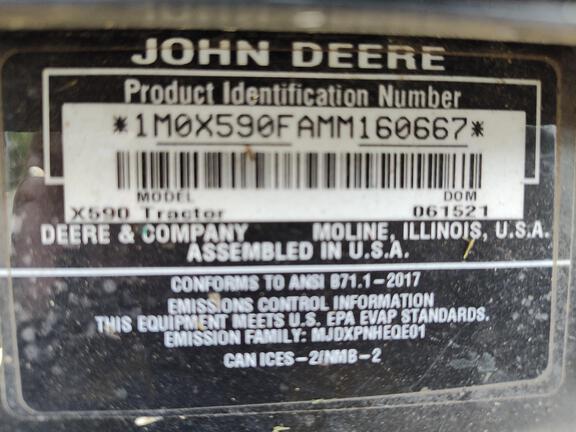 JOHN DEERE
Product Identification Number
*1M0X590FAMM160667*
MODEL DOM
X590 Tractor 061521
DEERE & COMPANY MOLINE, ILLINOIS, U.S.A.
ASSEMBLED IN U.S.A.
CONFORMS TO ANSI B71.1-2017
EMISSIONS CONTROL INFORMATION
THIS EQUIPMENT MEETS U.S. EPA EVAP STANDARDS.
EMISSION FAMILY: MJDXPNHEQE01
CAN ICES-2/NMB-2